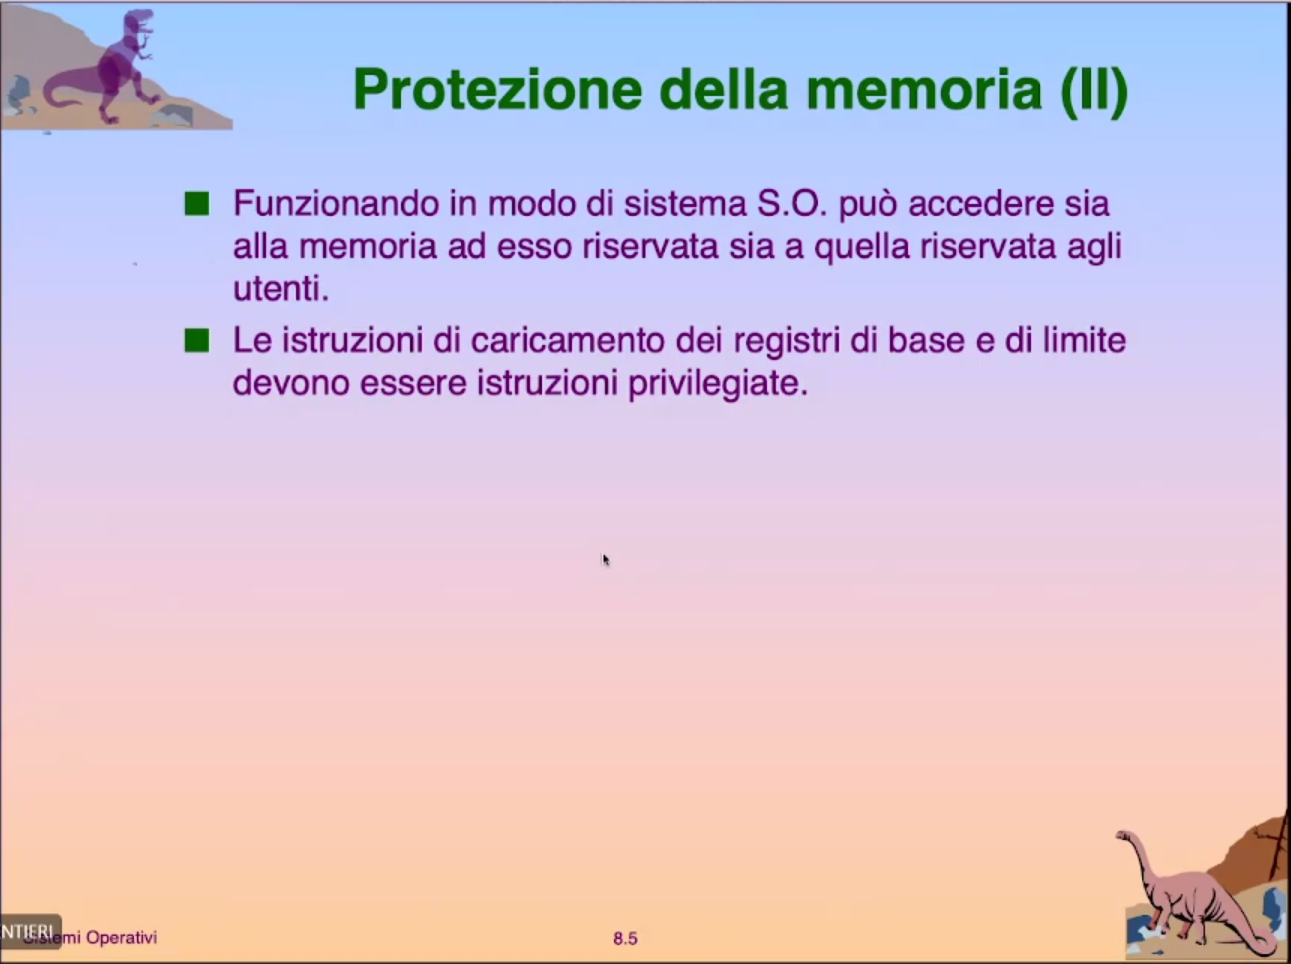 Protezione della memoria (II)
Funzionando in modo di sistema S.O. può accedere sia
alla memoria ad esso riservata sia a quella riservata agli
utenti.
Le istruzioni di caricamento dei registri di base e di limite
devono essere istruzioni privilegiate.
NTIERI
Sistemi Operativi
8.5